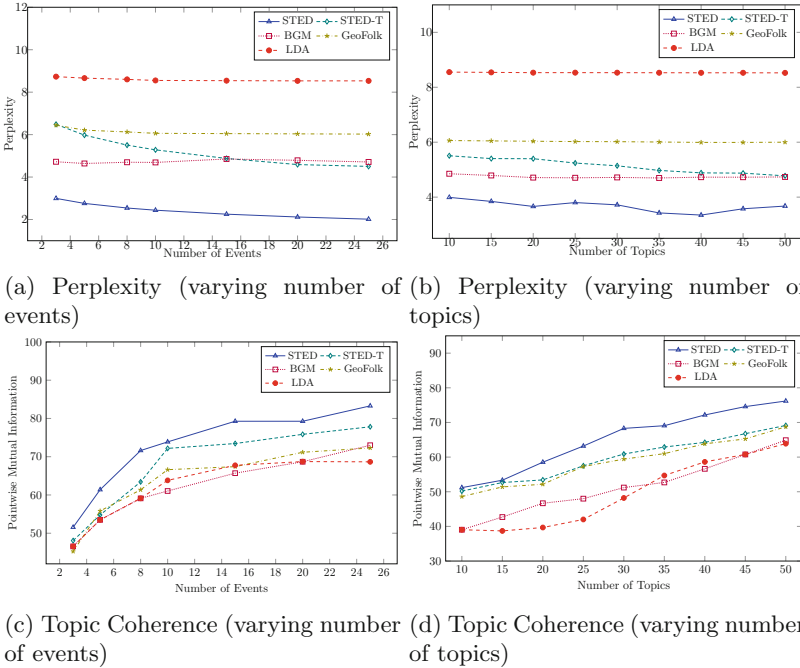 12
10
8
6
4
2
Perplexity
STED
STED-T
BGM
GeoFolk
LDA
2 4 6 8 10 12 14 16 18 20 22 24 26
Number of Events
10
8
6
4
Perplexity
STED
STED-T
BGM
GeoFolk
LDA
10 15 20 25 30 35 40 45 50
Number of Topics
(a) Perplexity (varying number of
events)
(b) Perplexity (varying number of
topics)
100
90
80
70
60
50
Pointwise Mutual Information
STED
STED-T
BGM
GeoFolk
LDA
2 4 6 8 10 12 14 16 18 20 22 24 26
Number of Events
90
80
70
60
50
40
30
Pointwise Mutual Information
STED
STED-T
BGM
GeoFolk
LDA
10 15 20 25 30 35 40 45 50
Number of Topics
(c) Topic Coherence (varying number
of events)
(d) Topic Coherence (varying number
of topics)